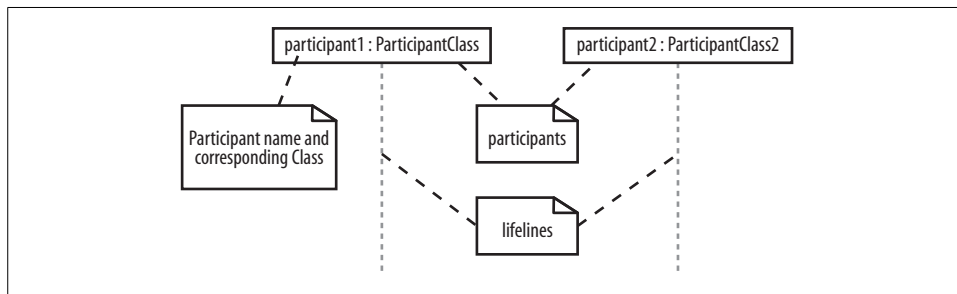 participant1 : ParticipantClass
participant2 : ParticipantClass2
Participant name and
corresponding Class
participants
lifelines